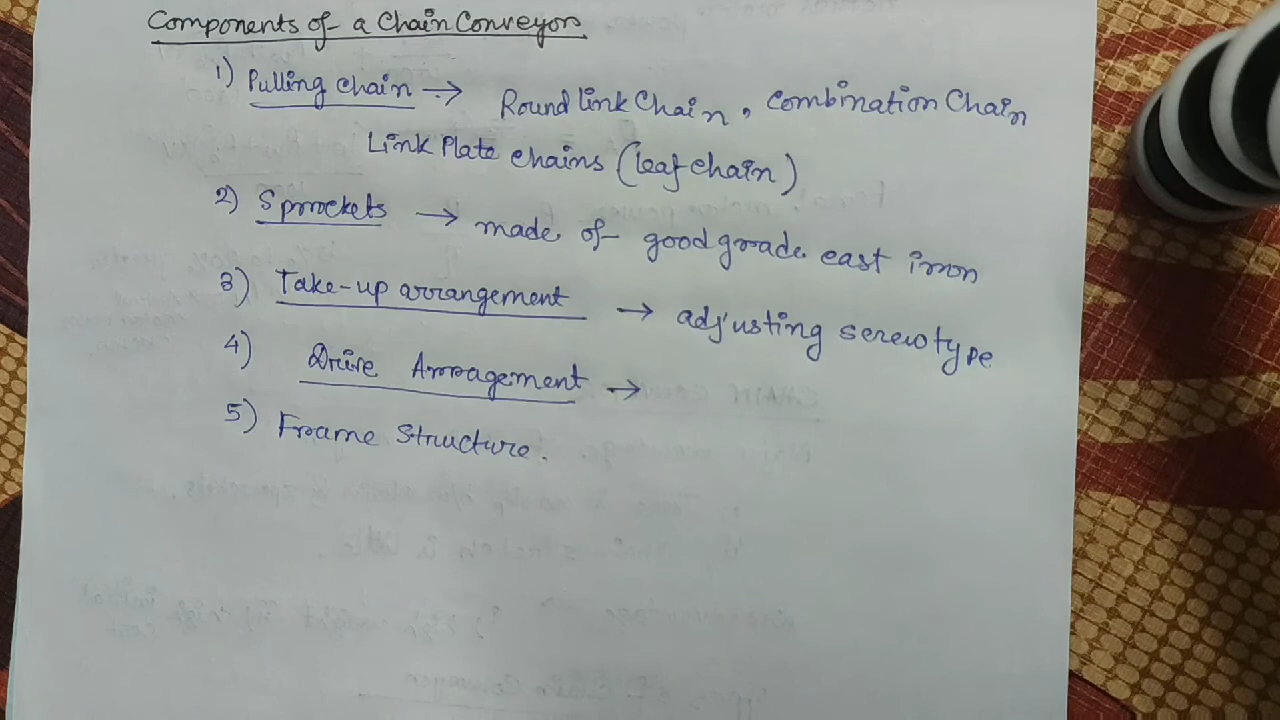 Components of a Chain Conveyor
1) Pulling chain → Round link Chain, Combination Chain
Link Plate chains (leaf chain)
2) Sprockets → made of good grade cast iron
3) Take-up arrangement → adjusting screw type
4) Drive Arragement →
5) Frame Structure.